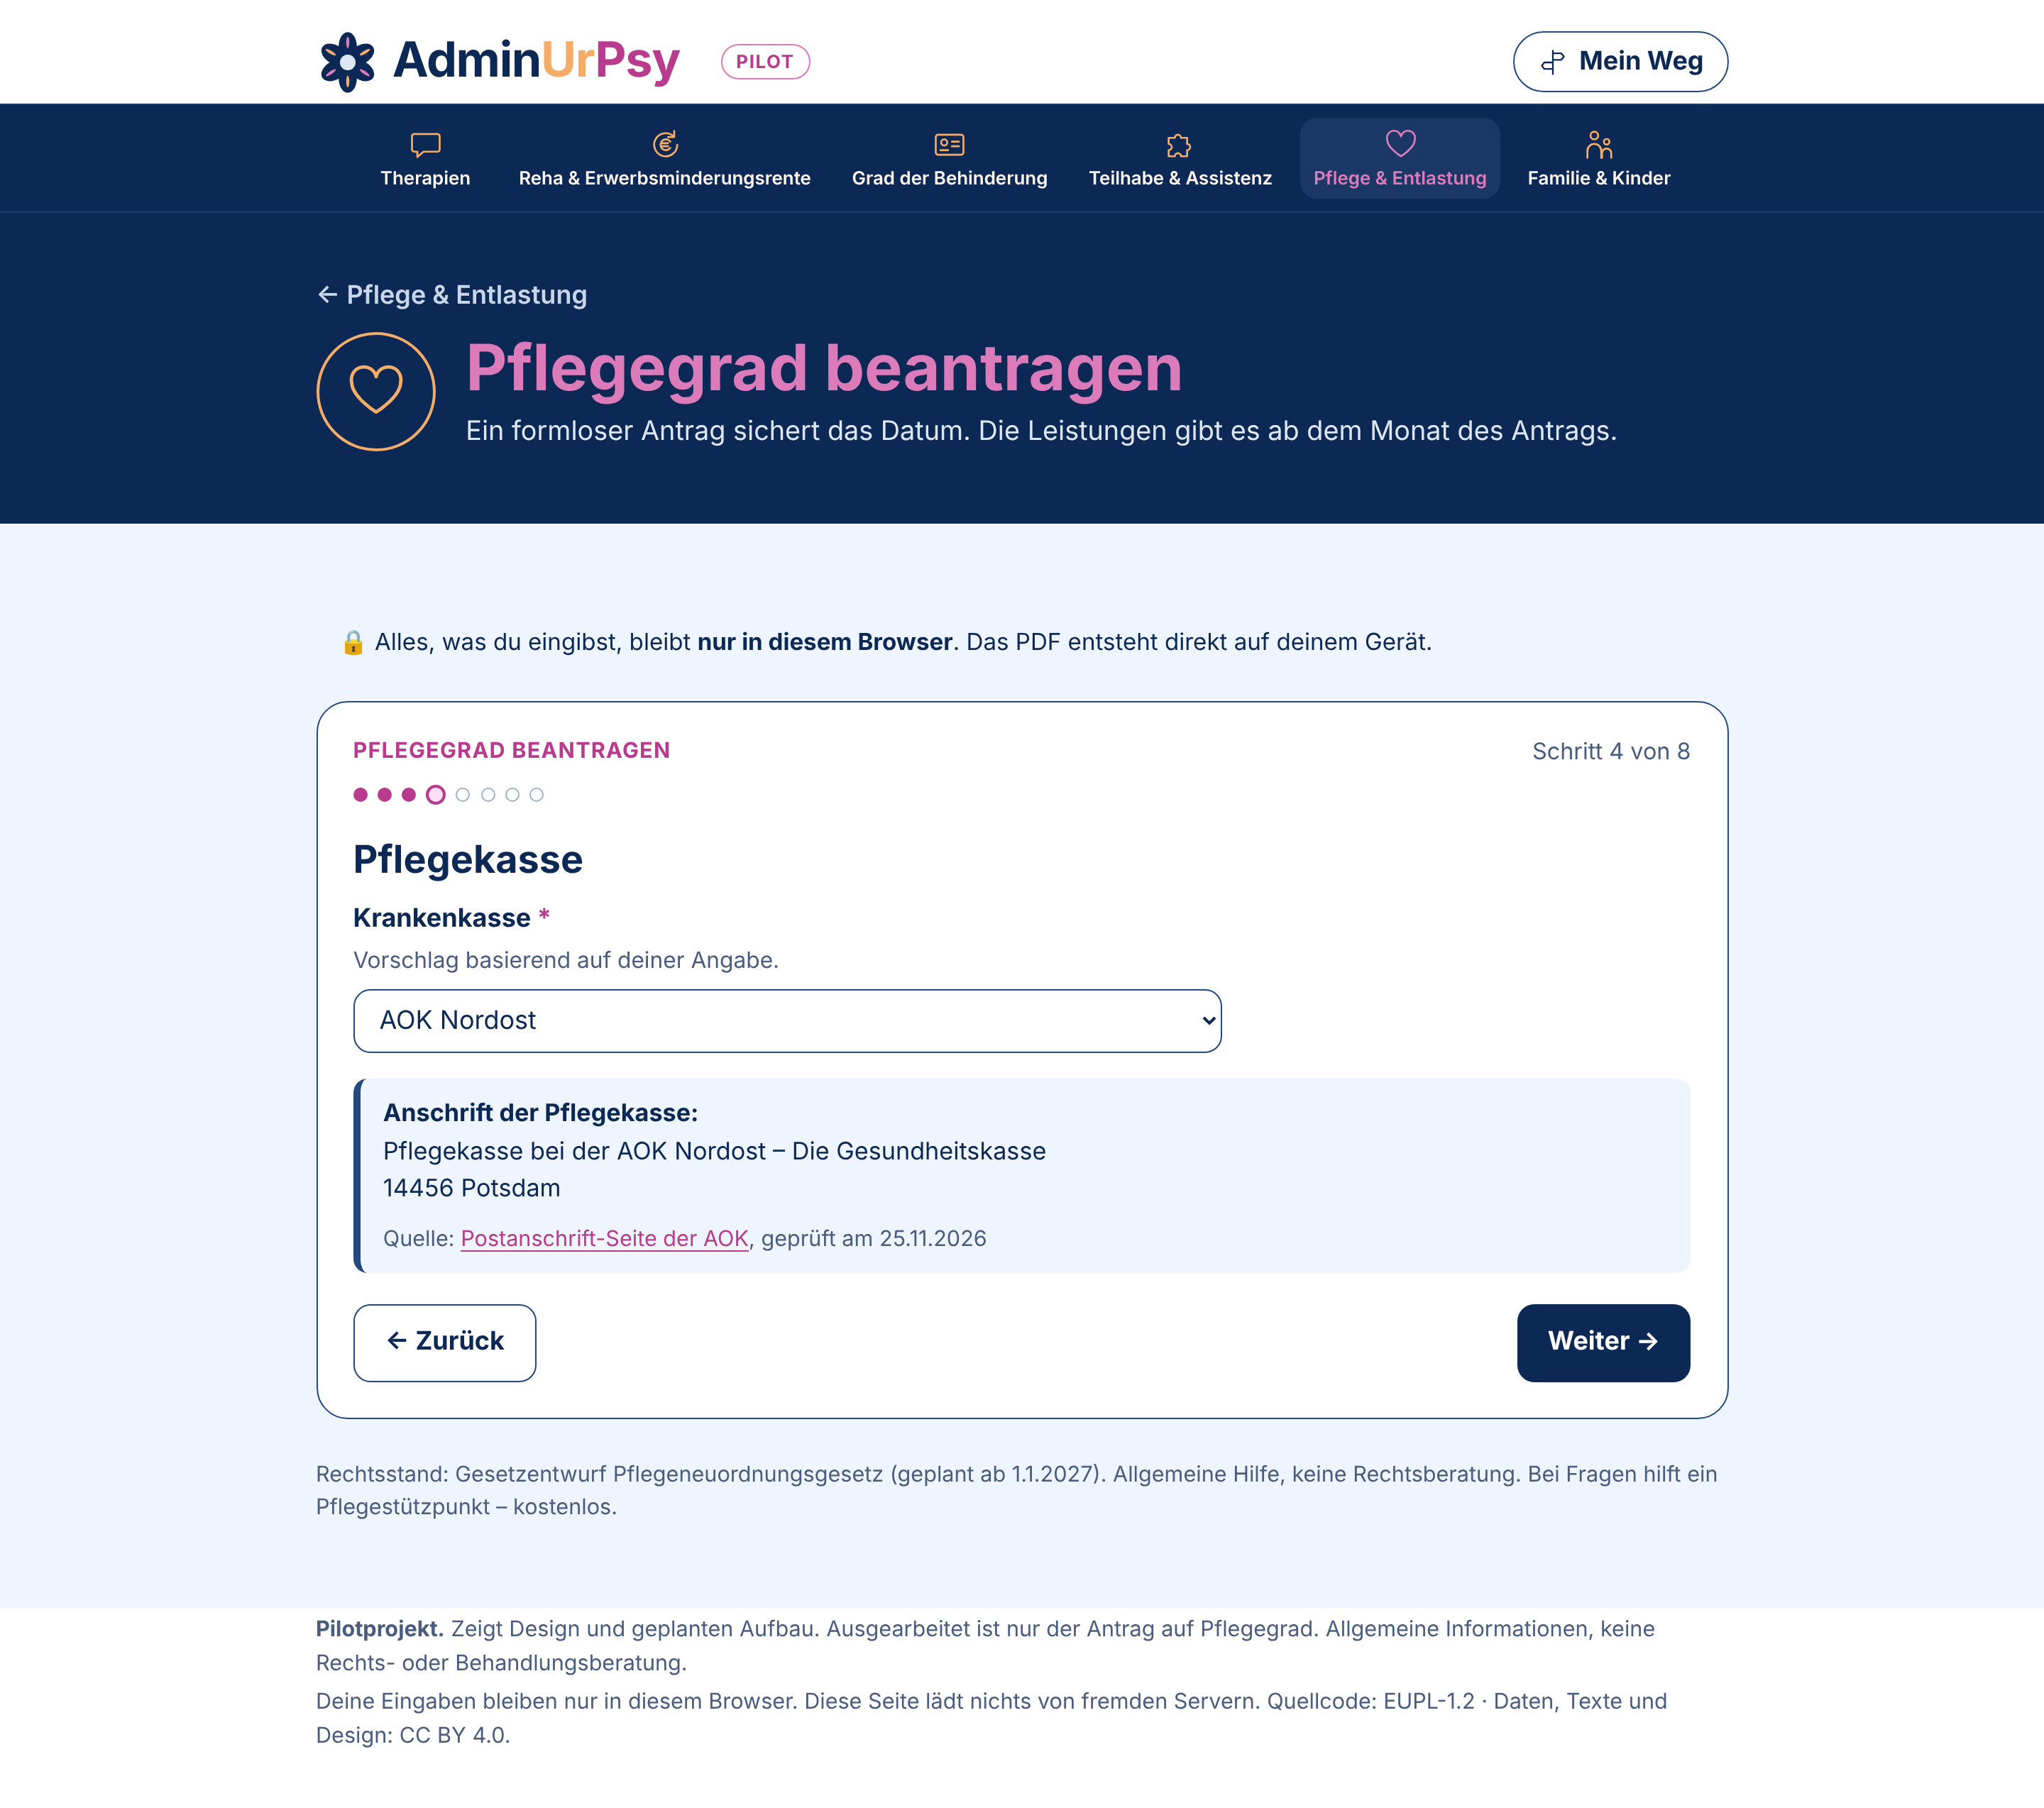 AdminUrPsy
PILOT
Mein Weg
Therapien
Reha & Erwerbsminderungsrente
Grad der Behinderung
Teilhabe & Assistenz
Pflege & Entlastung
Familie & Kinder
← Pflege & Entlastung
Pflegegrad beantragen
Ein formloser Antrag sichert das Datum. Die Leistungen gibt es ab dem Monat des Antrags.
🔒 Alles, was du eingibst, bleibt nur in diesem Browser. Das PDF entsteht direkt auf deinem Gerät.
PFLEGEGRAD BEANTRAGEN
Schritt 4 von 8
Pflegekasse
Krankenkasse *
Vorschlag basierend auf deiner Angabe.
AOK Nordost
Anschrift der Pflegekasse:
Pflegekasse bei der AOK Nordost – Die Gesundheitskasse
14456 Potsdam
Quelle: Postanschrift-Seite der AOK, geprüft am 25.11.2026
← Zurück
Weiter →
Rechtsstand: Gesetzentwurf Pflegeneuordnungsgesetz (geplant ab 1.1.2027). Allgemeine Hilfe, keine Rechtsberatung. Bei Fragen hilft ein
Pflegestützpunkt – kostenlos.
Pilotprojekt. Zeigt Design und geplanten Aufbau. Ausgearbeitet ist nur der Antrag auf Pflegegrad. Allgemeine Informationen, keine
Rechts- oder Behandlungsberatung.
Deine Eingaben bleiben nur in diesem Browser. Diese Seite lädt nichts von fremden Servern. Quellcode: EUPL-1.2 · Daten, Texte und
Design: CC BY 4.0.